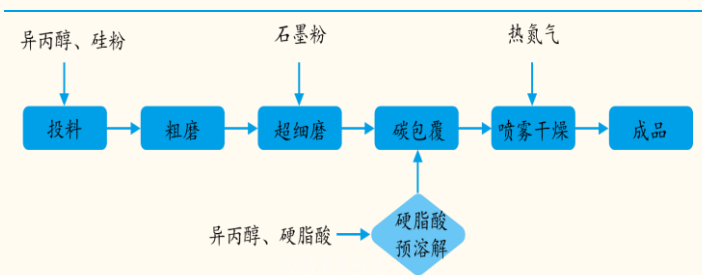 异丙醇、硅粉
石墨粉
热氮气
投料
粗磨
超细磨
碳包覆
喷雾干燥
成品
异丙醇、硬脂酸
硬脂酸
预溶解